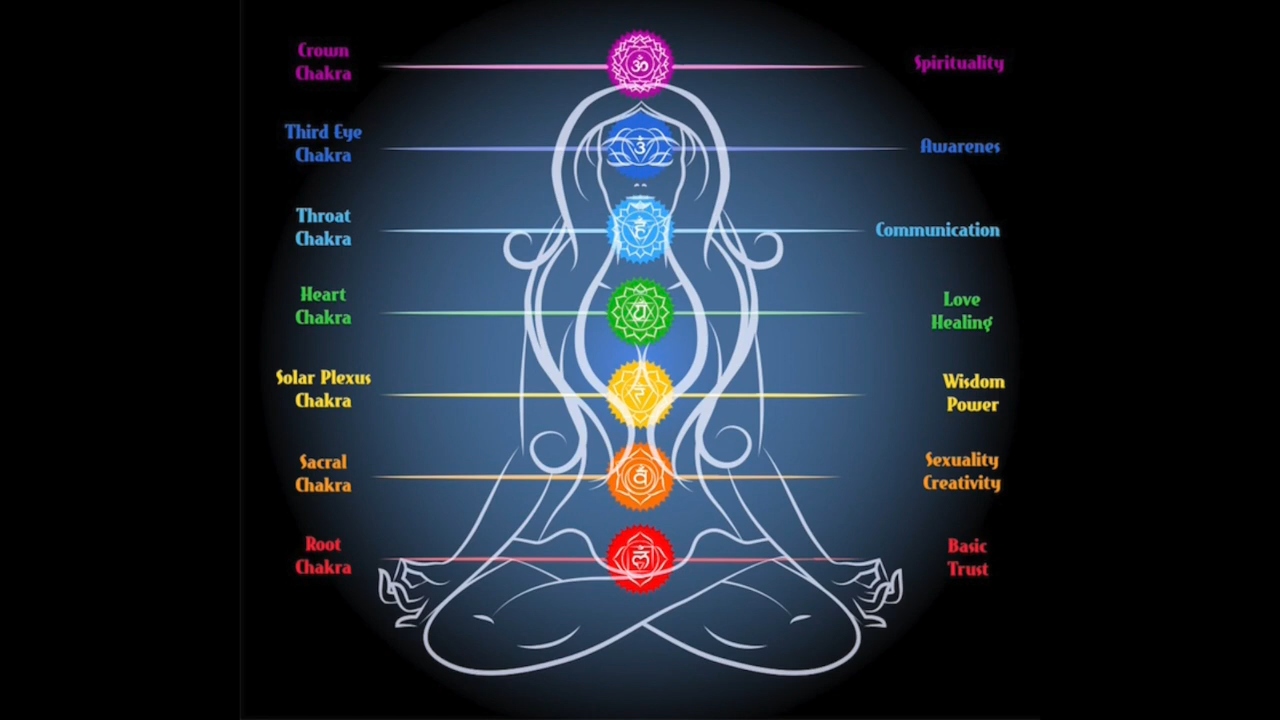 Crown
Chakra
ॐ
Spirituality
Third Eye
Chakra
Awarenes
Throat
Chakra
Communication
Heart
Chakra
Love
Healing
Solar Plexus
Chakra
Wisdom
Power
Sacral
Chakra
Sexuality
Creativity
Root
Chakra
Basic
Trust